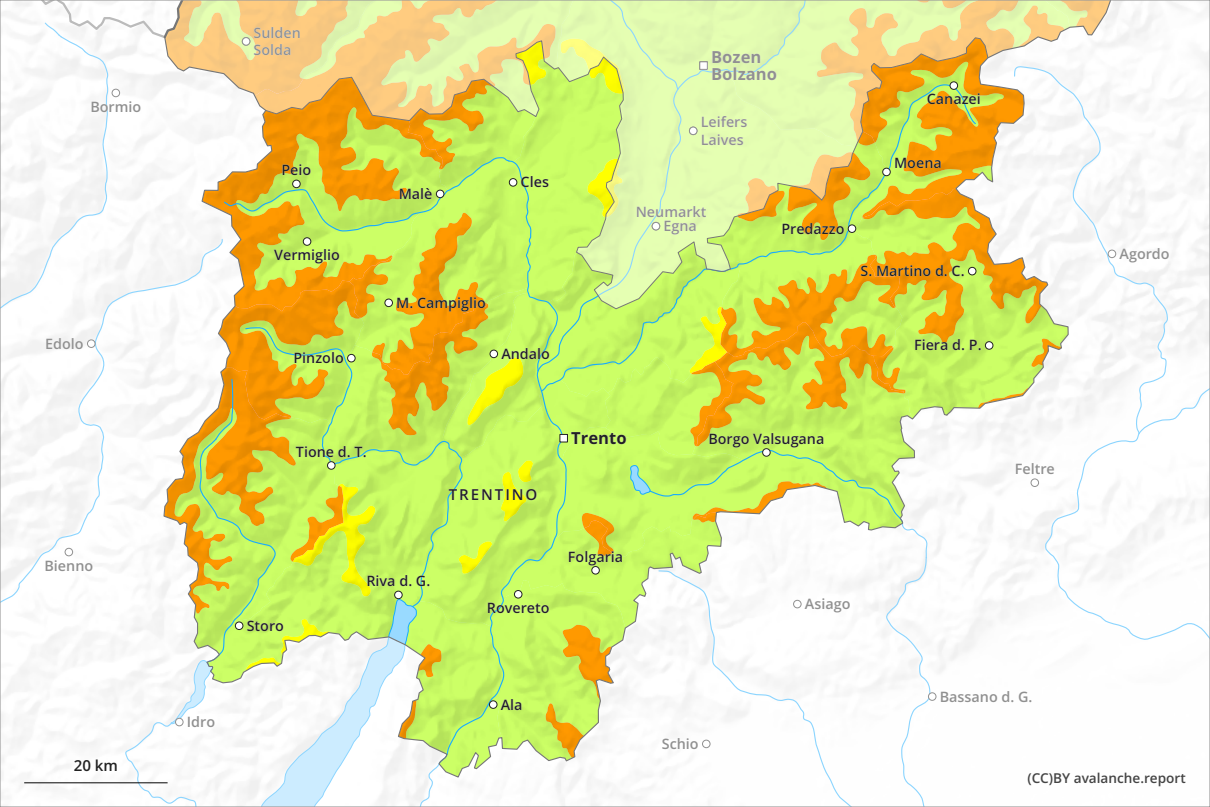 Sulden
Solda
Bozen
Bolzano
Bormio
Canazei
Leifers
Laives
Moena
Peio
Malè
Cles
Neumarkt
Egna
Predazzo
Vermiglio
Agordo
S. Martino d. C.
M. Campiglio
Edolo
Fiera d. P.
Pinzolo
Andalo
Trento
Borgo Valsugana
Tione d. T.
Feltre
TRENTINO
Bienno
Folgaria
Riva d. G.
Asiago
Rovereto
Storo
Bassano d. G.
Ala
Idro
Schio
20 km
(CC)BY avalanche.report